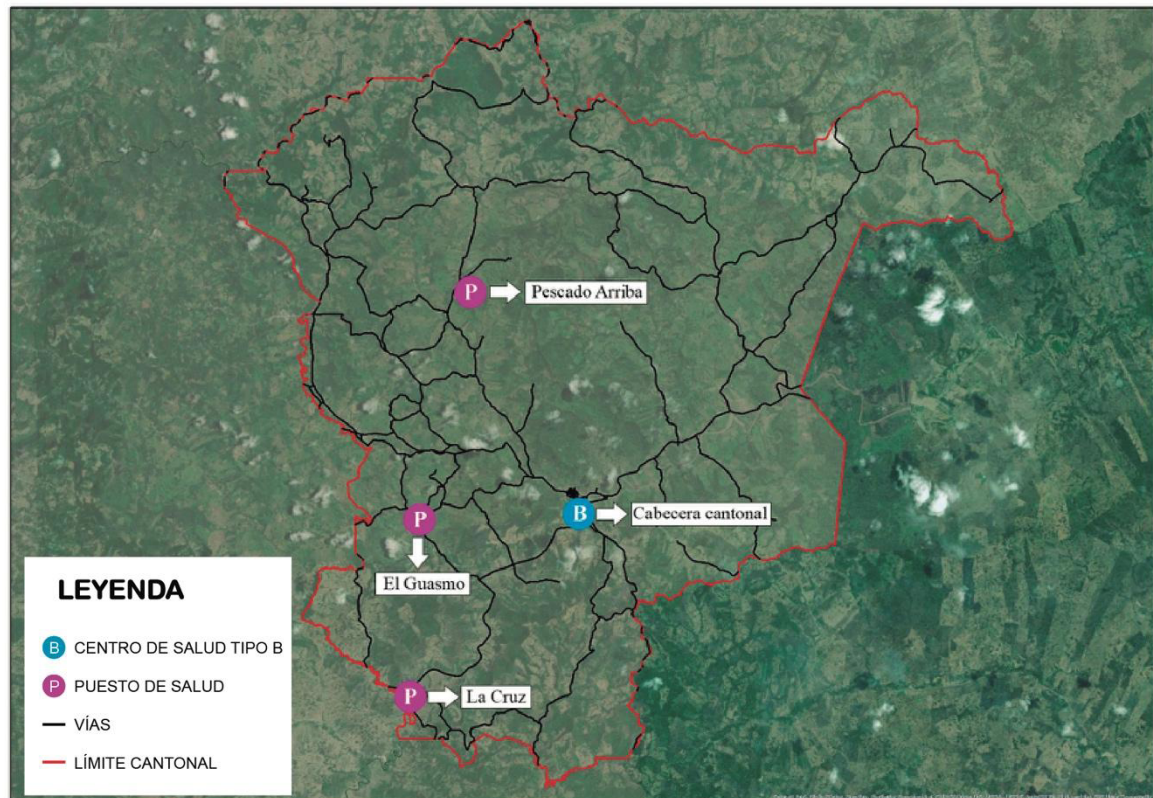 P
Pescado Arriba
B
Cabecera cantonal
P
El Guasmo
P
La Cruz
LEYENDA
B CENTRO DE SALUD TIPO B
P PUESTO DE SALUD
VÍAS
LÍMITE CANTONAL